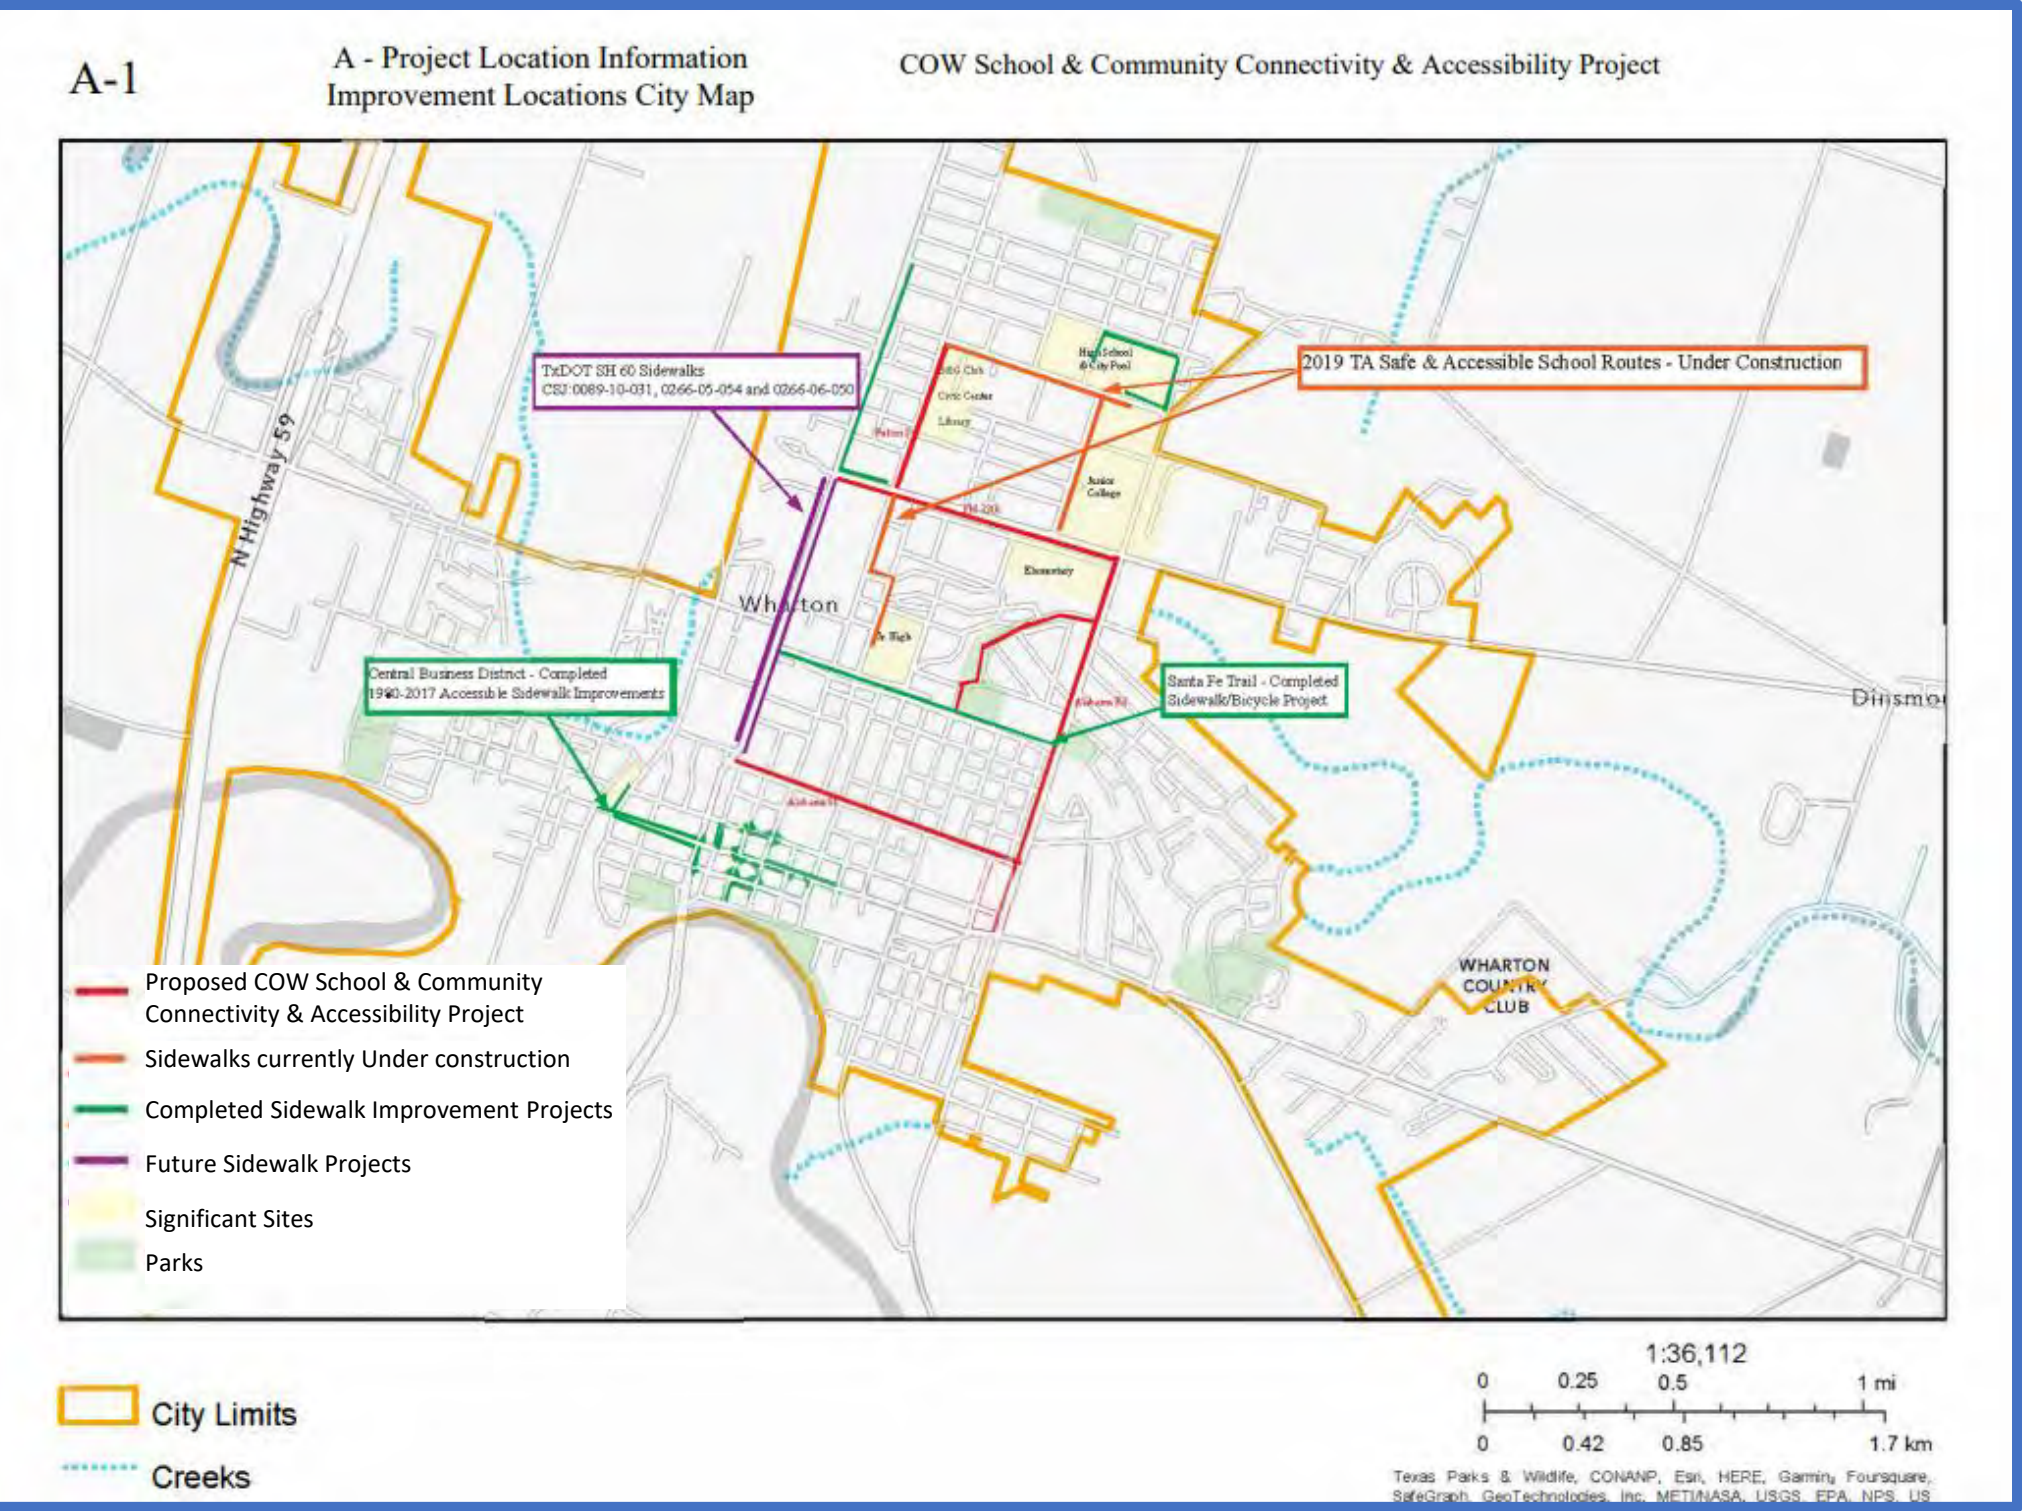 A-1
A - Project Location Information
Improvement Locations City Map
COW School & Community Connectivity & Accessibility Project
TxDOT SH 60 Sidewalks
CSJ:0089-10-031, 0266-05-054 and 0266-06-050
2019 TA Safe & Accessible School Routes - Under Construction
High School
& City Pool
Civic Center
Library
Junior
College
Elementary
Jr High
N Highway 59
Wharton
Central Business District - Completed
1990-2017 Accessible Sidewalk Improvements
Santa Fe Trail - Completed
Sidewalk/Bicycle Project
Alabama Rd
Dinsmo
WHARTON
COUNTRY
CLUB
Proposed COW School & Community
Connectivity & Accessibility Project
Sidewalks currently Under construction
Completed Sidewalk Improvement Projects
Future Sidewalk Projects
Significant Sites
Parks
City Limits
Creeks
1:36,112
0 0.25 0.5 1 mi
0 0.42 0.85 1.7 km
Texas Parks & Wildlife, CONANP, Esri, HERE, Garmin, Foursquare,
SafeGraph, GeoTechnologies, Inc, METI/NASA, USGS, EPA, NPS, US